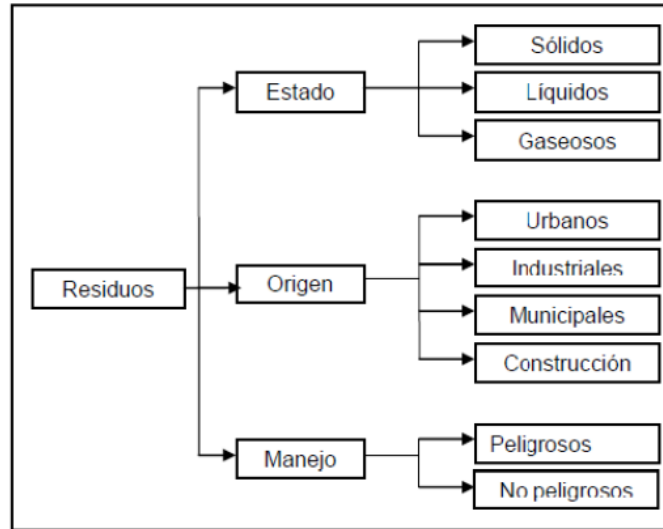 Sólidos
Estado
Líquidos
Gaseosos
Urbanos
Industriales
Residuos
Origen
Municipales
Construcción
Peligrosos
Manejo
No peligrosos